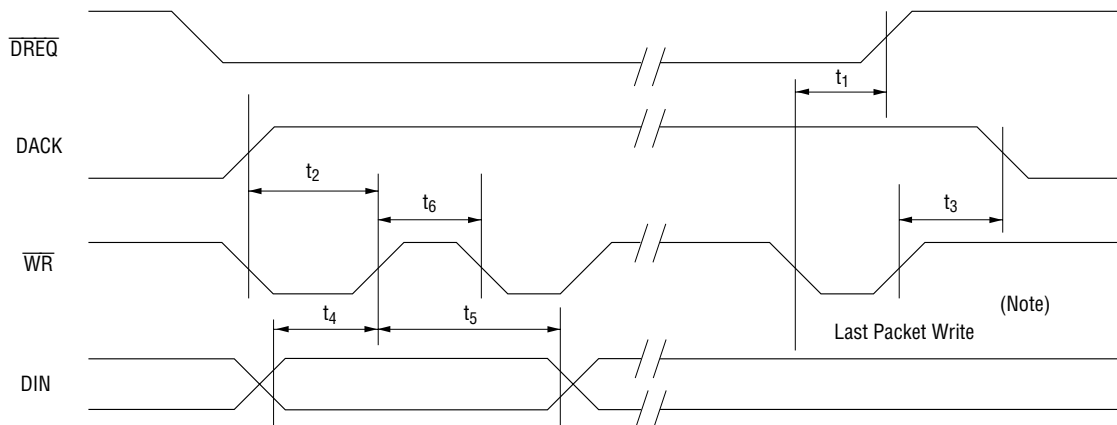 DREQ
t1
DACK
t2
t6
t3
WR
(Note)
t4
t5
Last Packet Write
DIN